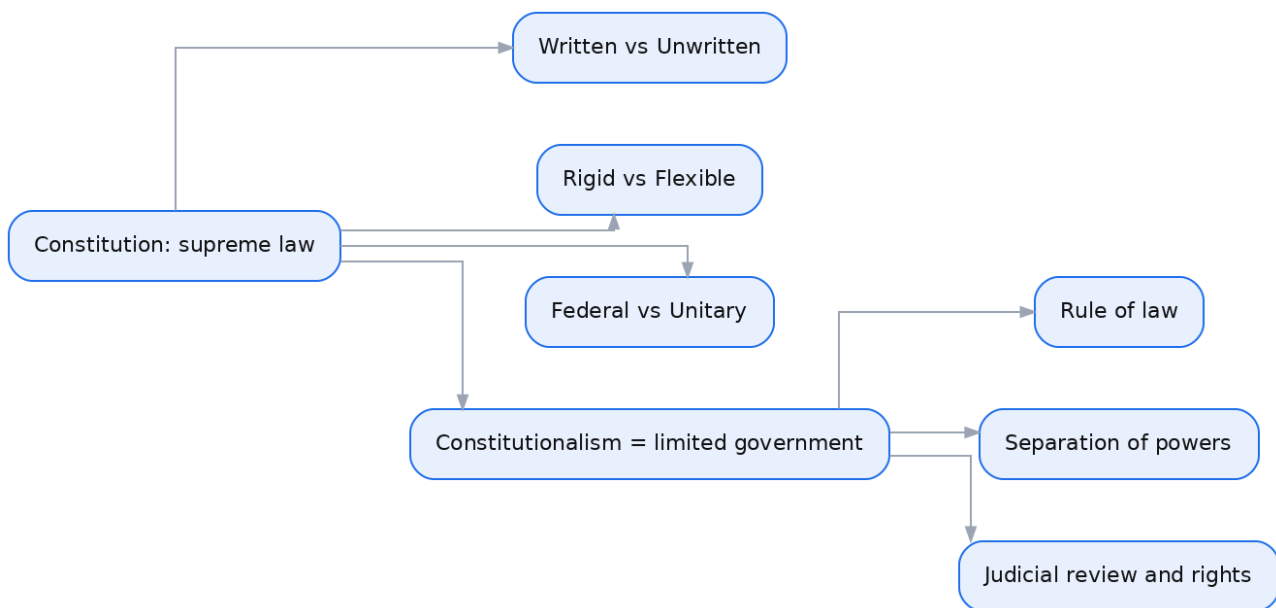 Written vs Unwritten
Rigid vs Flexible
Constitution: supreme law
Federal vs Unitary
Rule of law
Constitutionalism = limited government
Separation of powers
Judicial review and rights